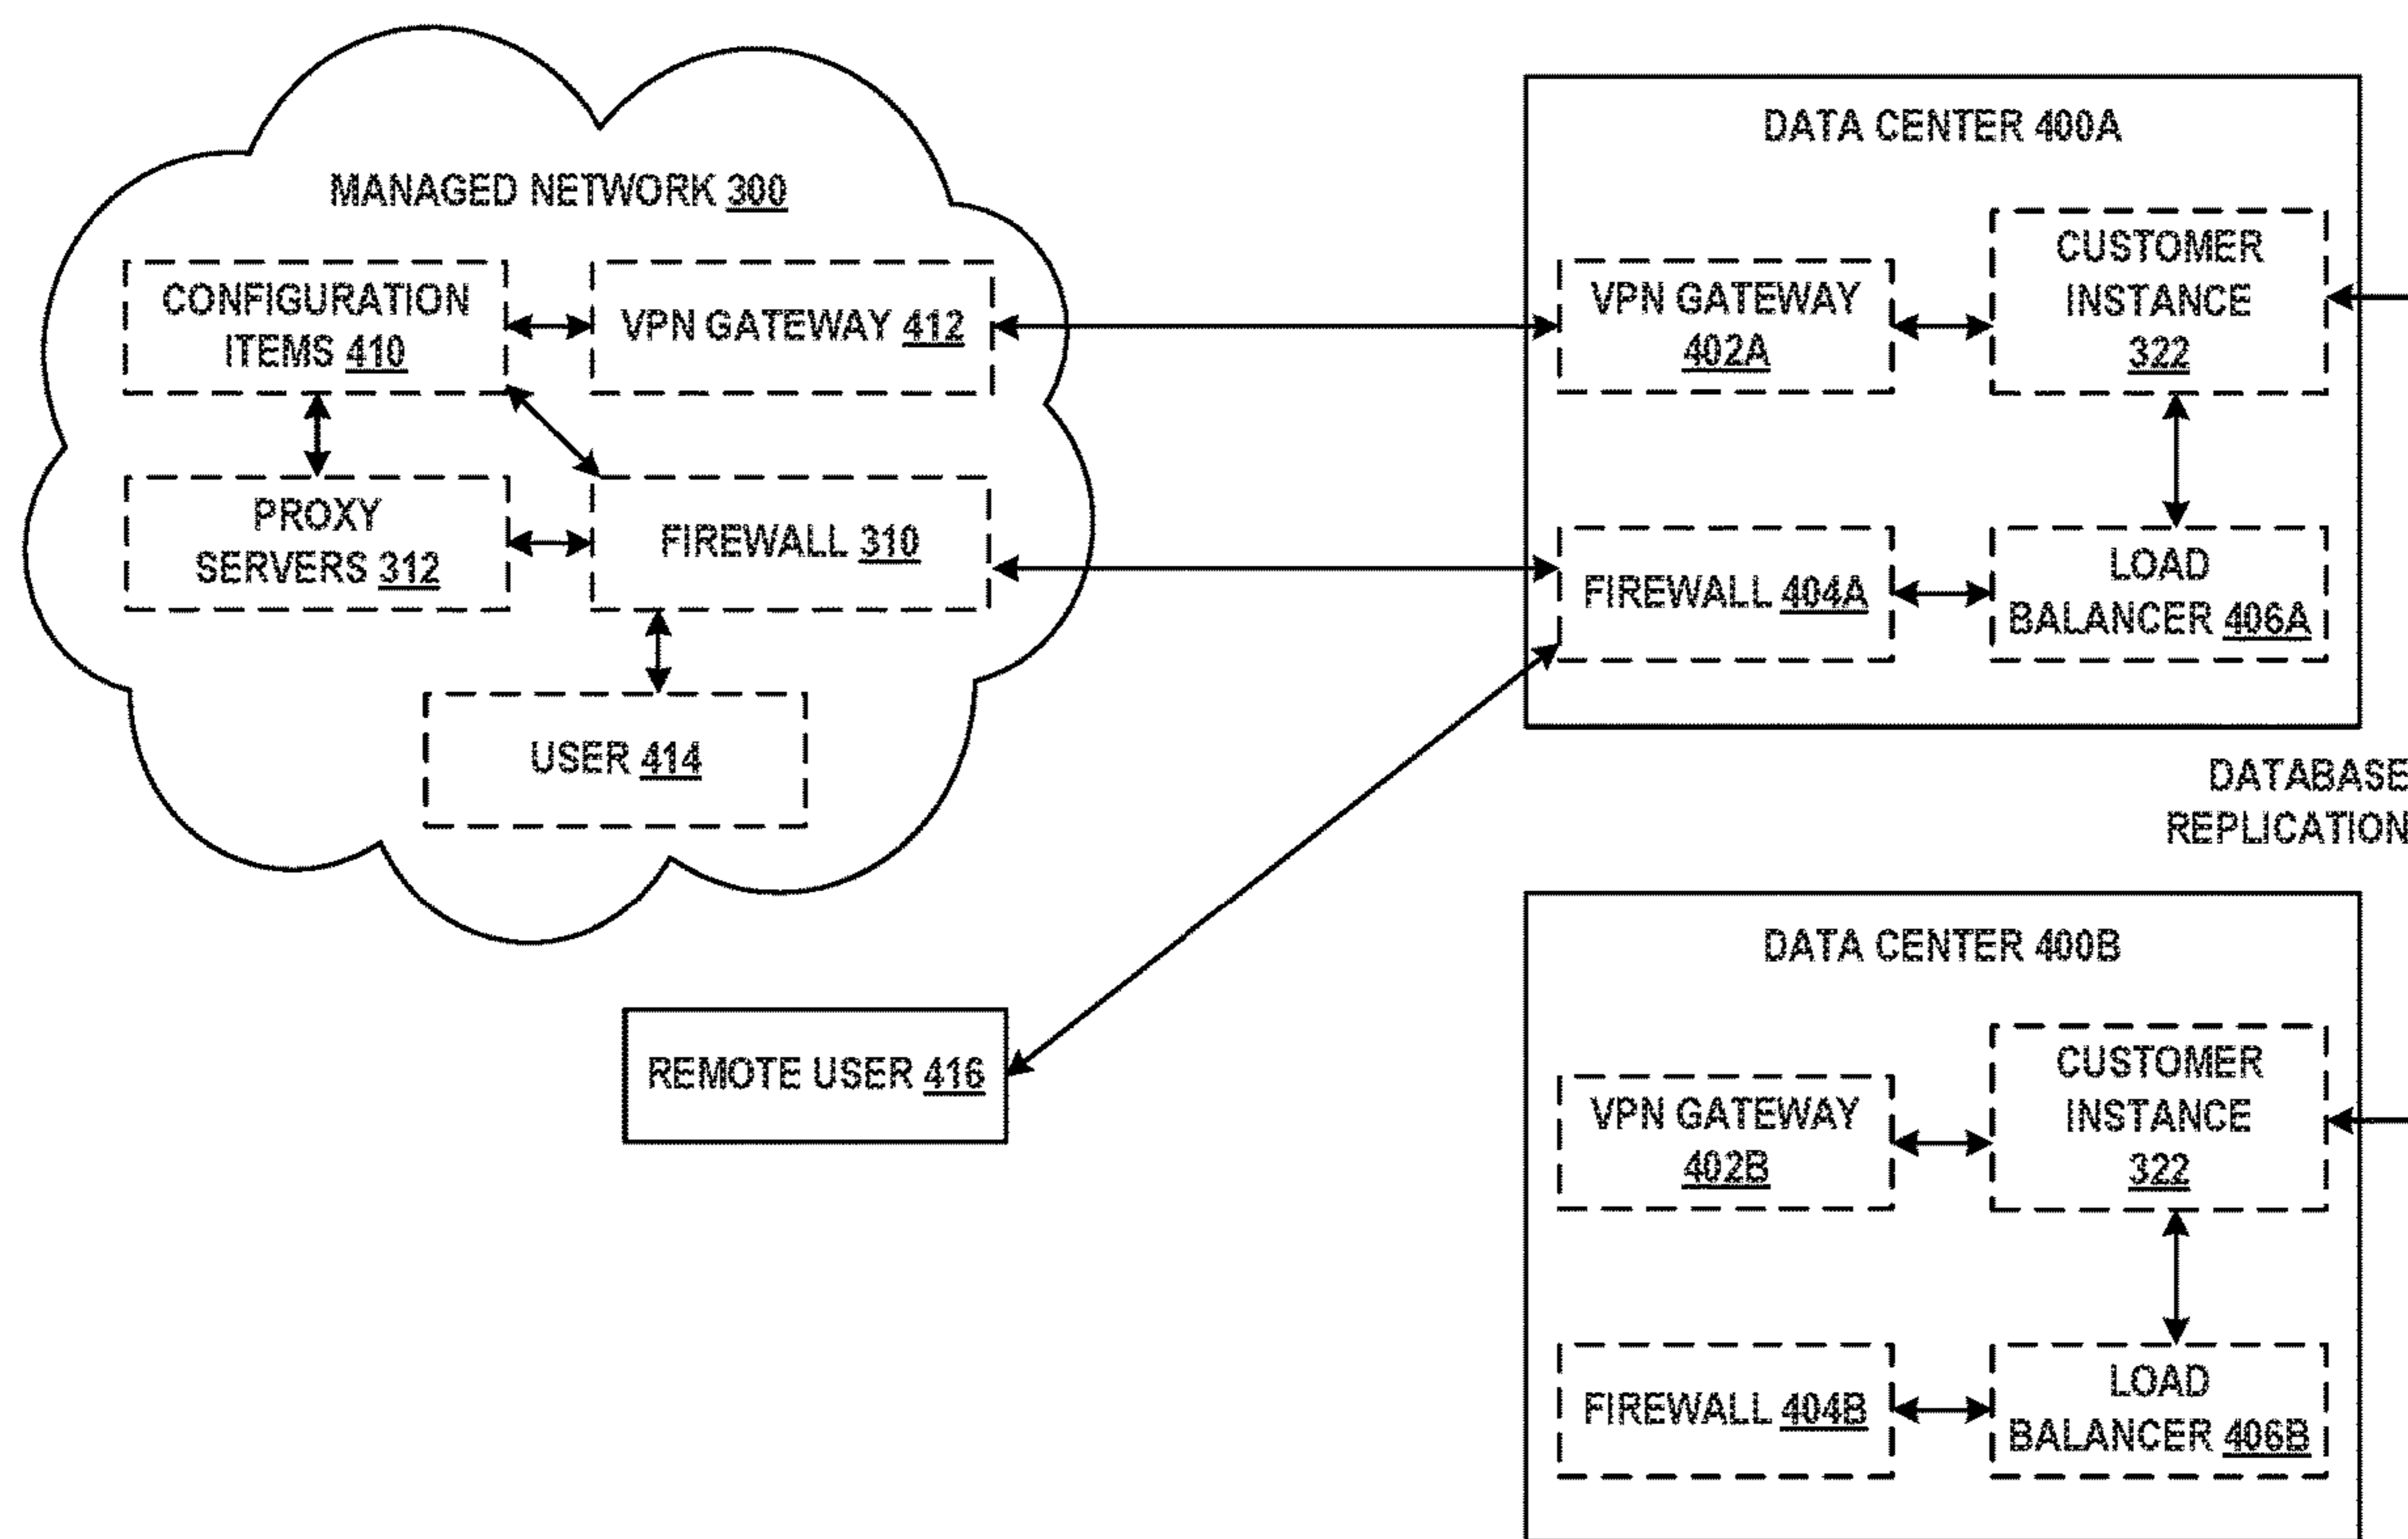 MANAGED NETWORK 300
CONFIGURATION
ITEMS 410
VPN GATEWAY 412
PROXY
SERVERS 312
FIREWALL 310
USER 414
REMOTE USER 416
DATA CENTER 400A
VPN GATEWAY
402A
CUSTOMER
INSTANCE
322
FIREWALL 404A
LOAD
BALANCER 406A
DATABASE
REPLICATION
DATA CENTER 400B
VPN GATEWAY
402B
CUSTOMER
INSTANCE
322
FIREWALL 404B
LOAD
BALANCER 406B